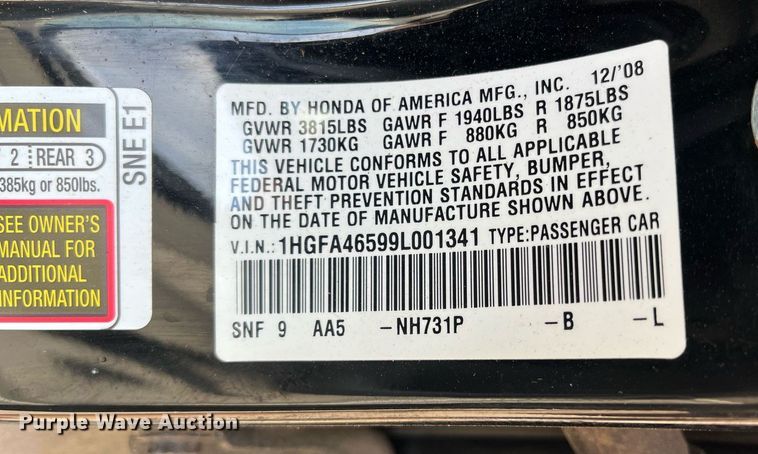 MATION
2 REAR 3
385kg or 850lbs.
SEE OWNER'S
MANUAL FOR
ADDITIONAL
INFORMATION
SNE E1
MFD. BY HONDA OF AMERICA MFG., INC. 12/'08
GVWR 3815LBS GAWR F 1940LBS R 1875LBS
GVWR 1730KG GAWR F 880KG R 850KG
THIS VEHICLE CONFORMS TO ALL APPLICABLE
FEDERAL MOTOR VEHICLE SAFETY, BUMPER,
AND THEFT PREVENTION STANDARDS IN EFFECT
ON THE DATE OF MANUFACTURE SHOWN ABOVE.
V.I.N.: 1HGFA46599L001341 TYPE:PASSENGER CAR
SNF 9 AA5 -NH731P -B -L
Purple Wave Auction